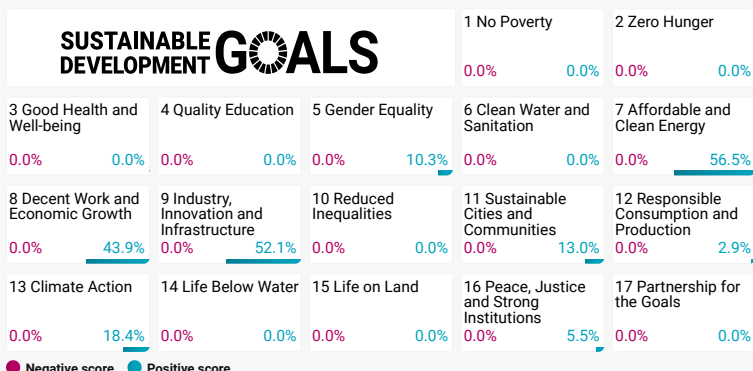 SUSTAINABLE
DEVELOPMENT GOALS
1 No Poverty
0.0% 0.0%
2 Zero Hunger
0.0% 0.0%
3 Good Health and
Well-being
0.0% 0.0%
4 Quality Education
0.0% 0.0%
5 Gender Equality
0.0% 10.3%
6 Clean Water and
Sanitation
0.0% 0.0%
7 Affordable and
Clean Energy
0.0% 56.5%
8 Decent Work and
Economic Growth
0.0% 43.9%
9 Industry,
Innovation and
Infrastructure
0.0% 52.1%
10 Reduced
Inequalities
0.0% 0.0%
11 Sustainable
Cities and
Communities
0.0% 13.0%
12 Responsible
Consumption and
Production
0.0% 2.9%
13 Climate Action
0.0% 18.4%
14 Life Below Water
0.0% 0.0%
15 Life on Land
0.0% 0.0%
16 Peace, Justice
and Strong
Institutions
0.0% 5.5%
17 Partnership for
the Goals
0.0% 0.0%
Negative score Positive score